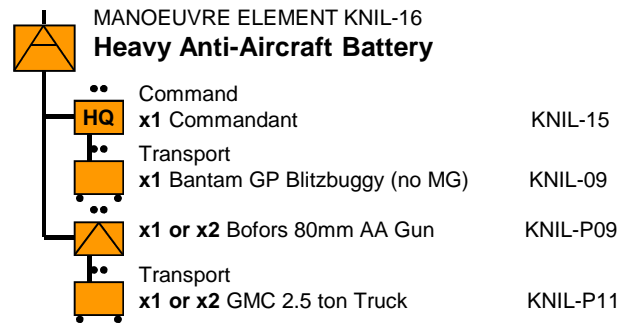 MANOEUVRE ELEMENT KNIL-16
Heavy Anti-Aircraft Battery
Command
HQ x1 Commandant KNIL-15
Transport
x1 Bantam GP Blitzbuggy (no MG) KNIL-09
x1 or x2 Bofors 80mm AA Gun KNIL-P09
Transport
x1 or x2 GMC 2.5 ton Truck KNIL-P11